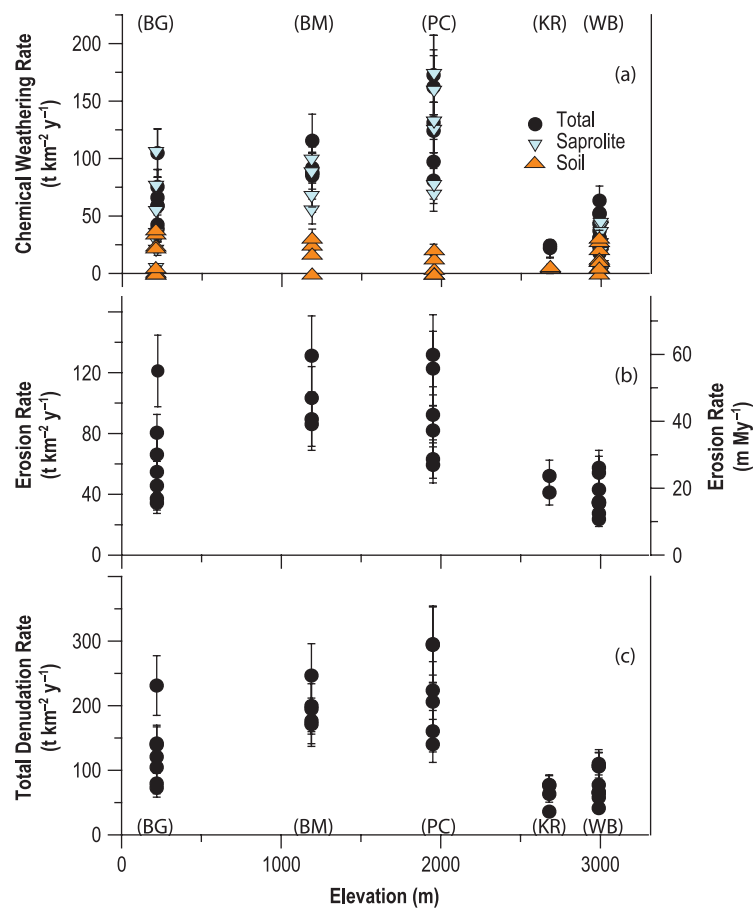 (BG) (BM) (PC) (KR) (WB)
(a)
200
150
100
50
0
Chemical Weathering Rate
(t km⁻² y⁻¹)
Total
Saprolite
Soil
(b)
120
80
40
0
Erosion Rate
(t km⁻² y⁻¹)
60
40
20
0
Erosion Rate
(m My⁻¹)
(c)
300
200
100
0
Total Denudation Rate
(t km⁻² y⁻¹)
(BG) (BM) (PC) (KR) (WB)
0 1000 2000 3000
Elevation (m)